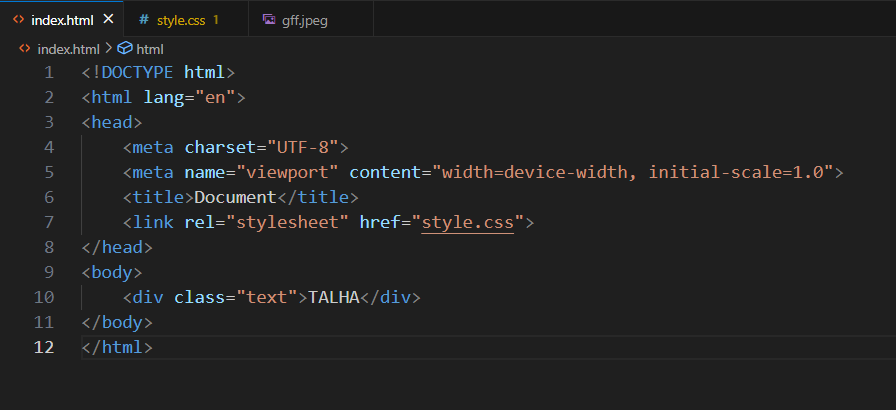 index.html
style.css 1
gff.jpeg
index.html > html
1 <!DOCTYPE html>
2 <html lang="en">
3 <head>
4     <meta charset="UTF-8">
5     <meta name="viewport" content="width=device-width, initial-scale=1.0">
6     <title>Document</title>
7     <link rel="stylesheet" href="style.css">
8 </head>
9 <body>
10     <div class="text">TALHA</div>
11 </body>
12 </html>